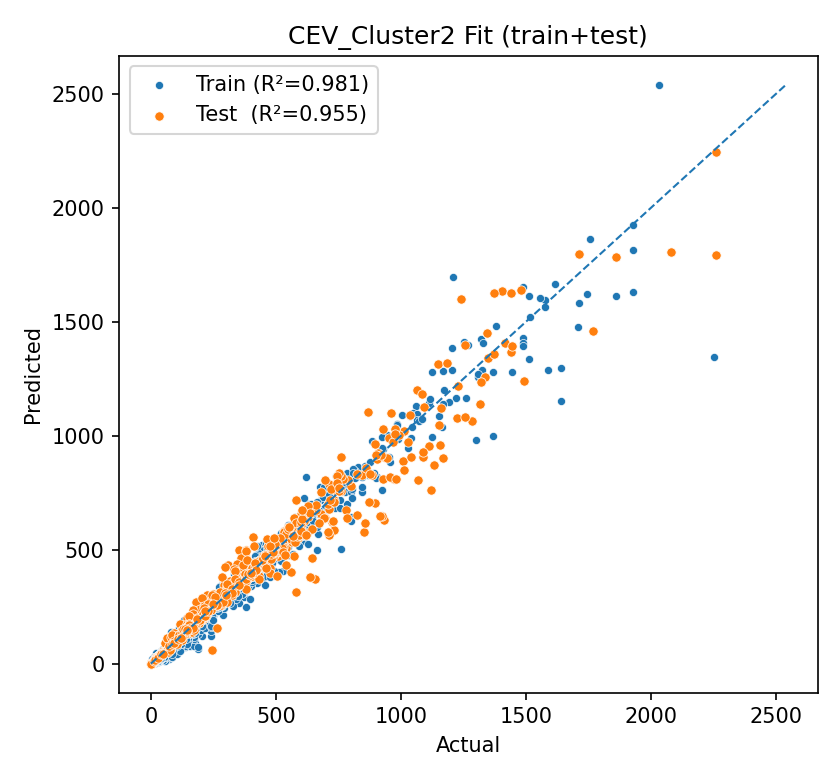 CEV_Cluster2 Fit (train+test)
Train (R²=0.981)
Test  (R²=0.955)
Predicted
2500
2000
1500
1000
500
0
0 500 1000 1500 2000 2500
Actual